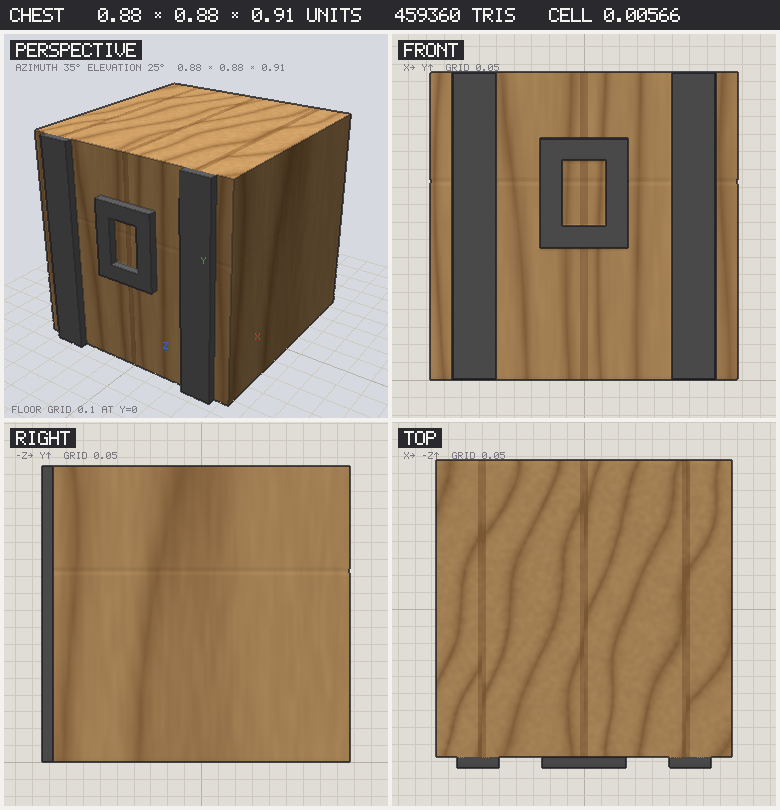 CHEST 0.88 × 0.88 × 0.91 UNITS 459360 TRIS CELL 0.00566
PERSPECTIVE
AZIMUTH 35° ELEVATION 25° 0.88 × 0.88 × 0.91
Y
X
Z
FLOOR GRID 0.1 AT Y=0
FRONT
X→ Y↑ GRID 0.05
RIGHT
-Z→ Y↑ GRID 0.05
TOP
X→ -Z↑ GRID 0.05